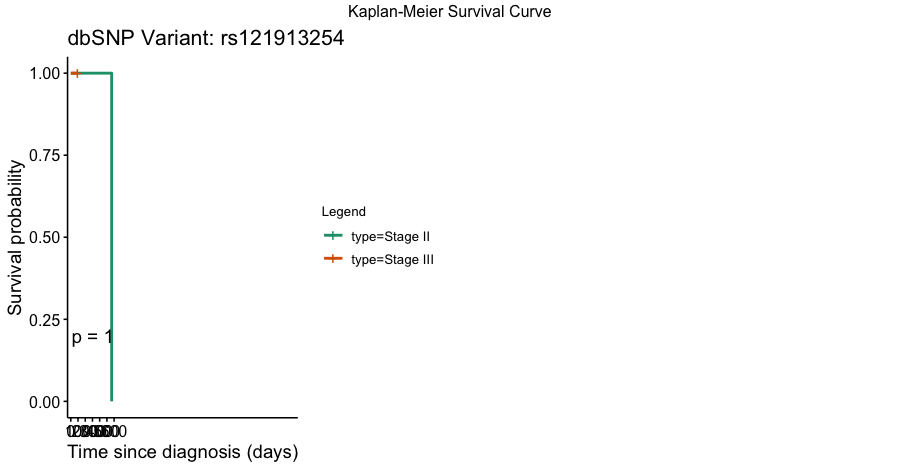 Kaplan-Meier Survival Curve
dbSNP Variant: rs121913254
1.00
0.75
0.50
0.25
0.00
Survival probability
p = 1
Time since diagnosis (days)
Legend
type=Stage II
type=Stage III